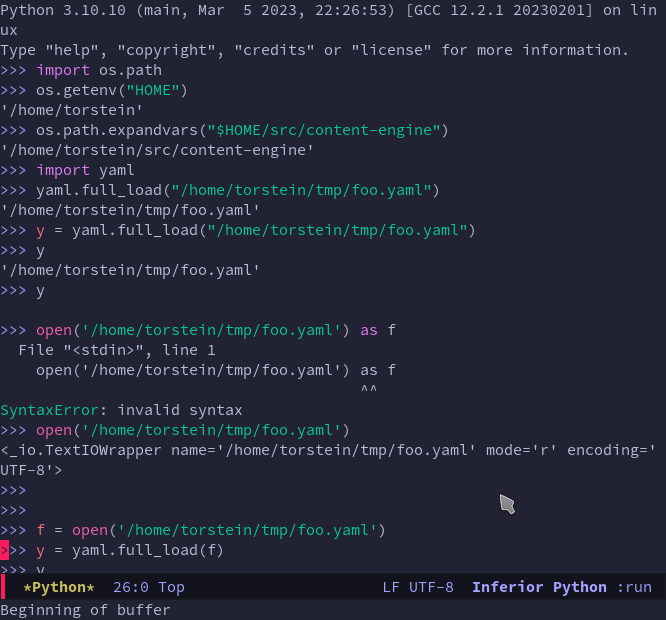 Python 3.10.10 (main, Mar  5 2023, 22:26:53) [GCC 12.2.1 20230201] on lin
ux
Type "help", "copyright", "credits" or "license" for more information.
>>> import os.path
>>> os.getenv("HOME")
'/home/torstein'
>>> os.path.expandvars("$HOME/src/content-engine")
'/home/torstein/src/content-engine'
>>> import yaml
>>> yaml.full_load("/home/torstein/tmp/foo.yaml")
'/home/torstein/tmp/foo.yaml'
>>> y = yaml.full_load("/home/torstein/tmp/foo.yaml")
>>> y
'/home/torstein/tmp/foo.yaml'
>>> y
>>> open('/home/torstein/tmp/foo.yaml') as f
  File "<stdin>", line 1
    open('/home/torstein/tmp/foo.yaml') as f
                                        ^^
SyntaxError: invalid syntax
>>> open('/home/torstein/tmp/foo.yaml')
<_io.TextIOWrapper name='/home/torstein/tmp/foo.yaml' mode='r' encoding='
UTF-8'>
>>>
>>>
>>> f = open('/home/torstein/tmp/foo.yaml')
>>> y = yaml.full_load(f)
>>> y
*Python*  26:0 Top  LF UTF-8  Inferior Python :run
Beginning of buffer